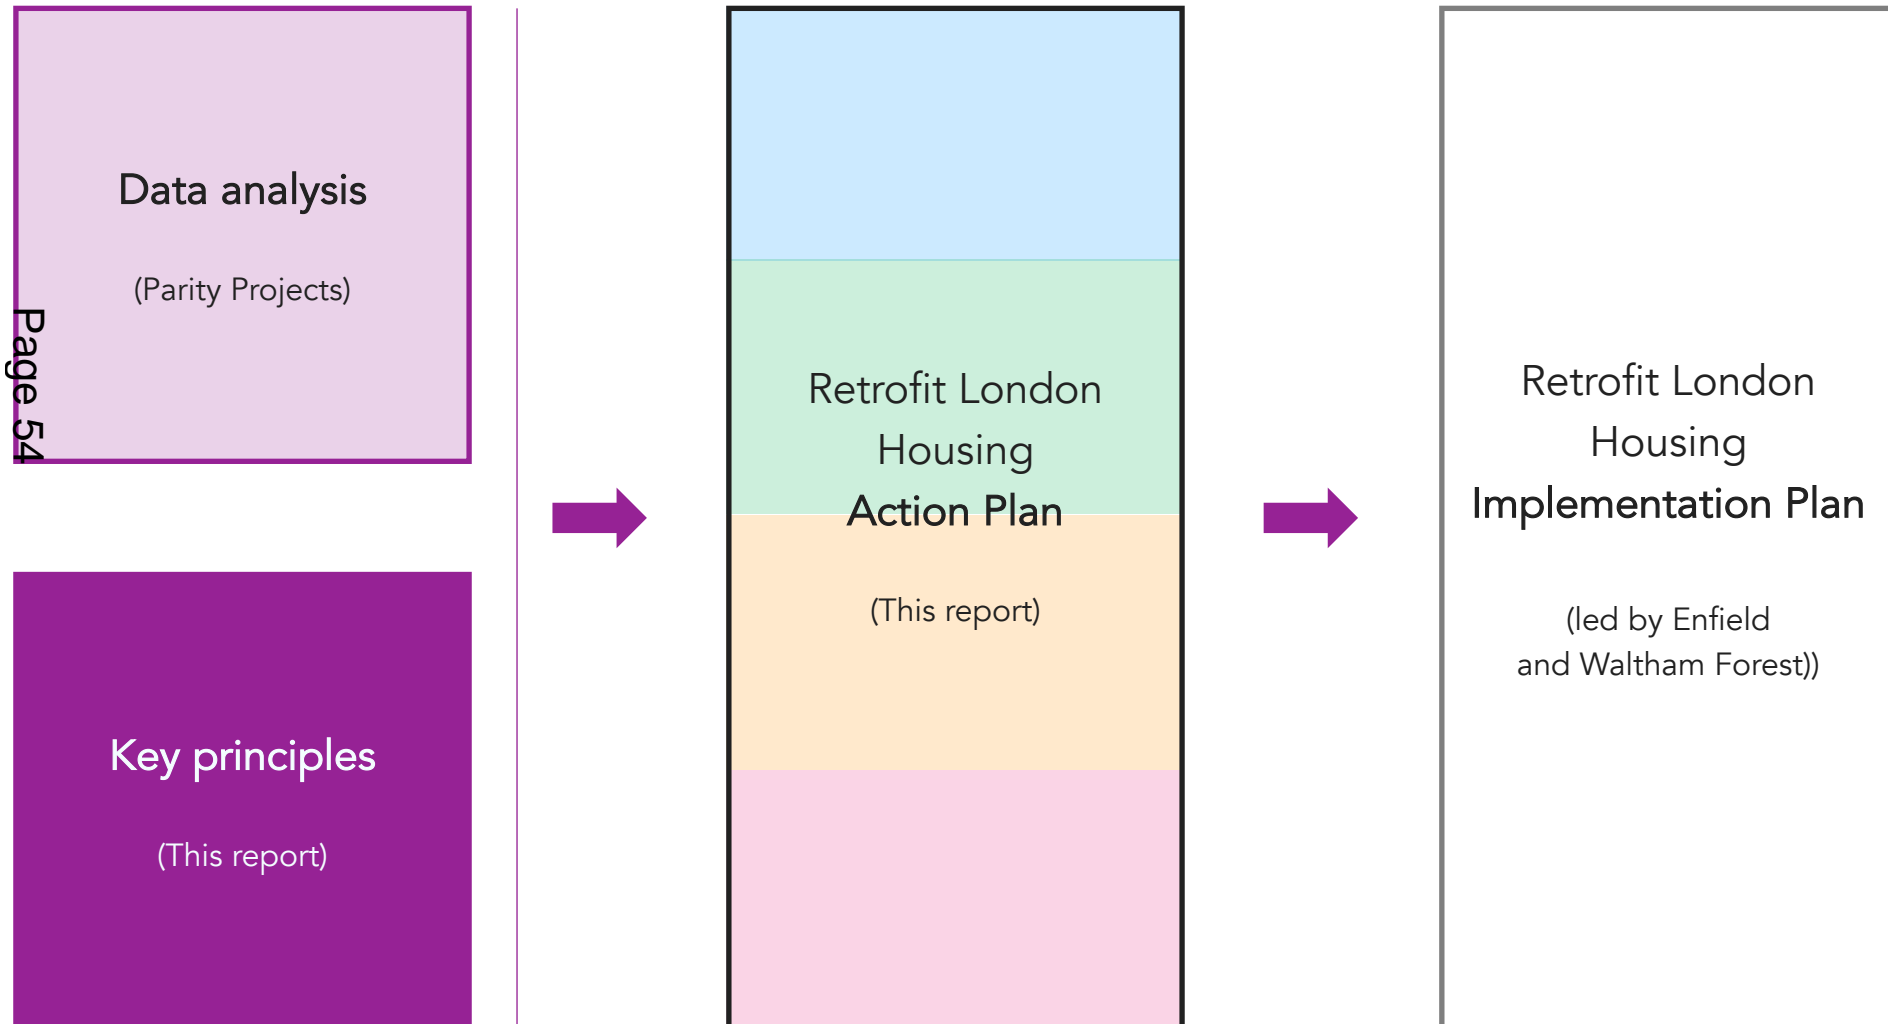 Data analysis
(Parity Projects)
Page 54
Key principles
(This report)
Retrofit London
Housing
Action Plan
(This report)
Retrofit London
Housing
Implementation Plan
(led by Enfield
and Waltham Forest))